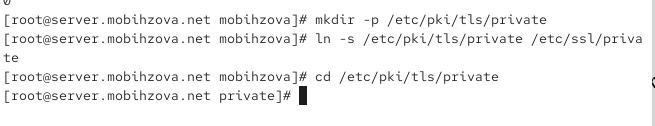 [root@server.mobihzova.net mobihzova]# mkdir -p /etc/pki/tls/private
[root@server.mobihzova.net mobihzova]# ln -s /etc/pki/tls/private /etc/ssl/priva
te
[root@server.mobihzova.net mobihzova]# cd /etc/pki/tls/private
[root@server.mobihzova.net private]#